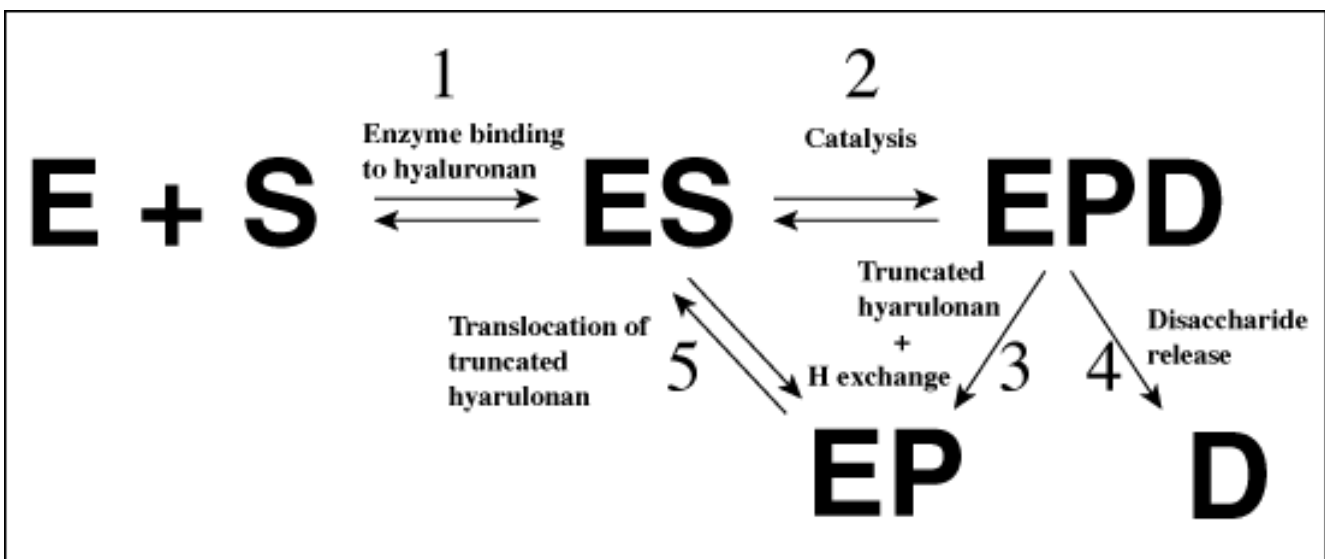 1
Enzyme binding
to hyaluronan
2
Catalysis
E + S
ES
EPD
Translocation of
truncated
hyarulonan
5
Truncated
hyarulonan
+
H exchange
3
4
Disaccharide
release
EP
D